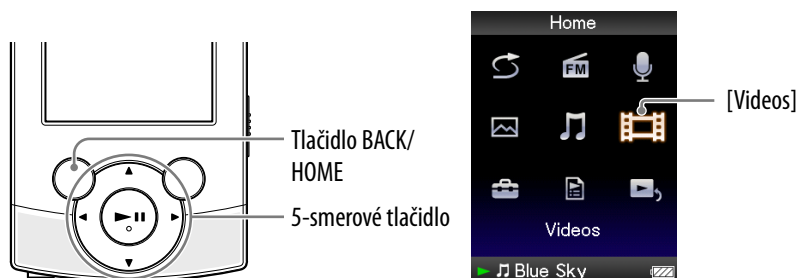 Home
FM
[Videos]
Tlačidlo BACK/
HOME
5-smerové tlačidlo
Videos
Blue Sky